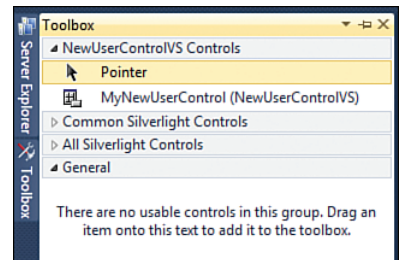 Toolbox
NewUserControlVS Controls
Pointer
MyNewUserControl (NewUserControlVS)
Common Silverlight Controls
All Silverlight Controls
General
There are no usable controls in this group. Drag an
item onto this text to add it to the toolbox.
Server Explorer
Toolbox